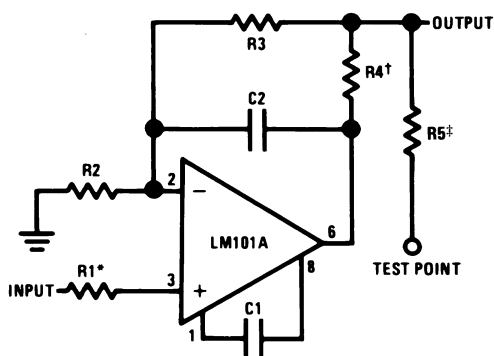 R3
OUTPUT
R4†
C2
R5‡
R2
2
−
LM101A
6
TEST POINT
R1*
INPUT
3
+
8
C1
1